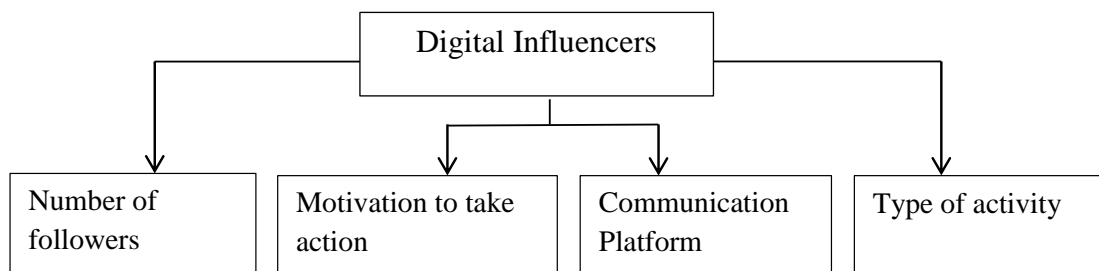 Digital Influencers
Number of
followers
Motivation to take
action
Communication
Platform
Type of activity